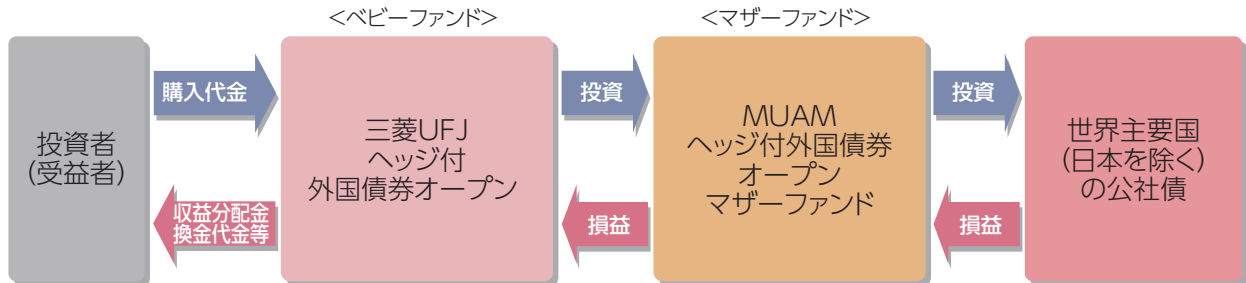 <ベビーファンド>
<マザーファンド>
投資者
(受益者)
購入代金
収益分配金
換金代金等
三菱UFJ
ヘッジ付
外国債券オープン
投資
損益
MUAM
ヘッジ付外国債券
オープン
マザーファンド
投資
損益
世界主要国
(日本を除く)
の公社債